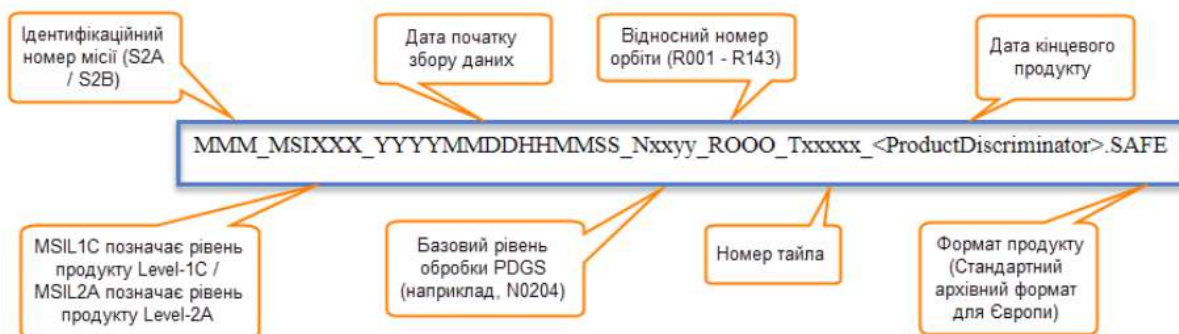 Ідентифікаційний
номер місії (S2A
/ S2B)
Дата початку
збору даних
Відносний номер
орбіти (R001 - R143)
Дата кінцевого
продукту
MMM_MSIXXX_YYYYMMDDHHMMSS_Nxxyy_ROOO_Txxxxx_<ProductDiscriminator>.SAFE
MSIL1C позначає рівень
продукту Level-1C /
MSIL2A позначає рівень
продукту Level-2A
Базовий рівень
обробки PDGS
(наприклад, N0204)
Номер тайла
Формат продукту
(Стандартний
архівний формат
для Європи)